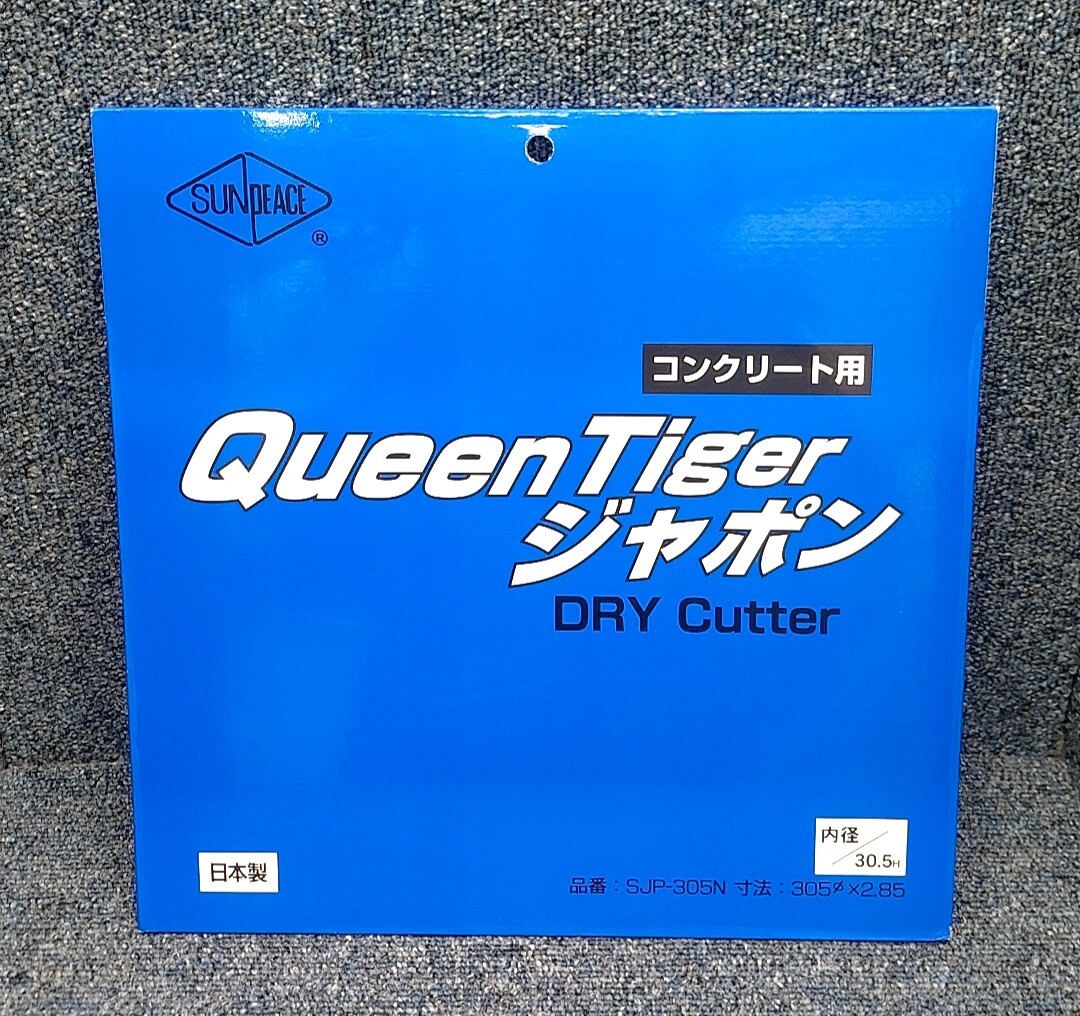 SUNPEACE
®
コンクリート用
QueenTiger
ジャポン
DRY Cutter
内径／30.5H
日本製
品番：SJP-305N 寸法：305φ×2.85